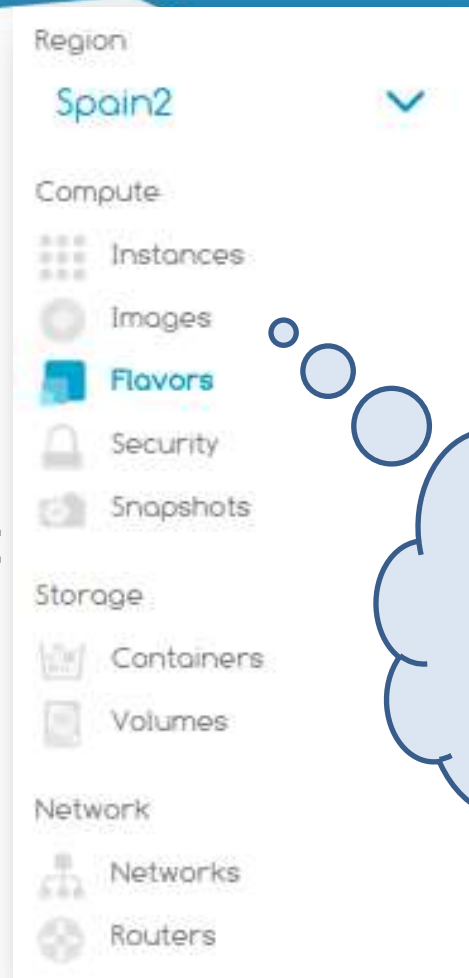 Region
Spain2
Compute
Instances
Images
Flavors
Security
Snapshots
Storage
Containers
Volumes
Network
Networks
Routers